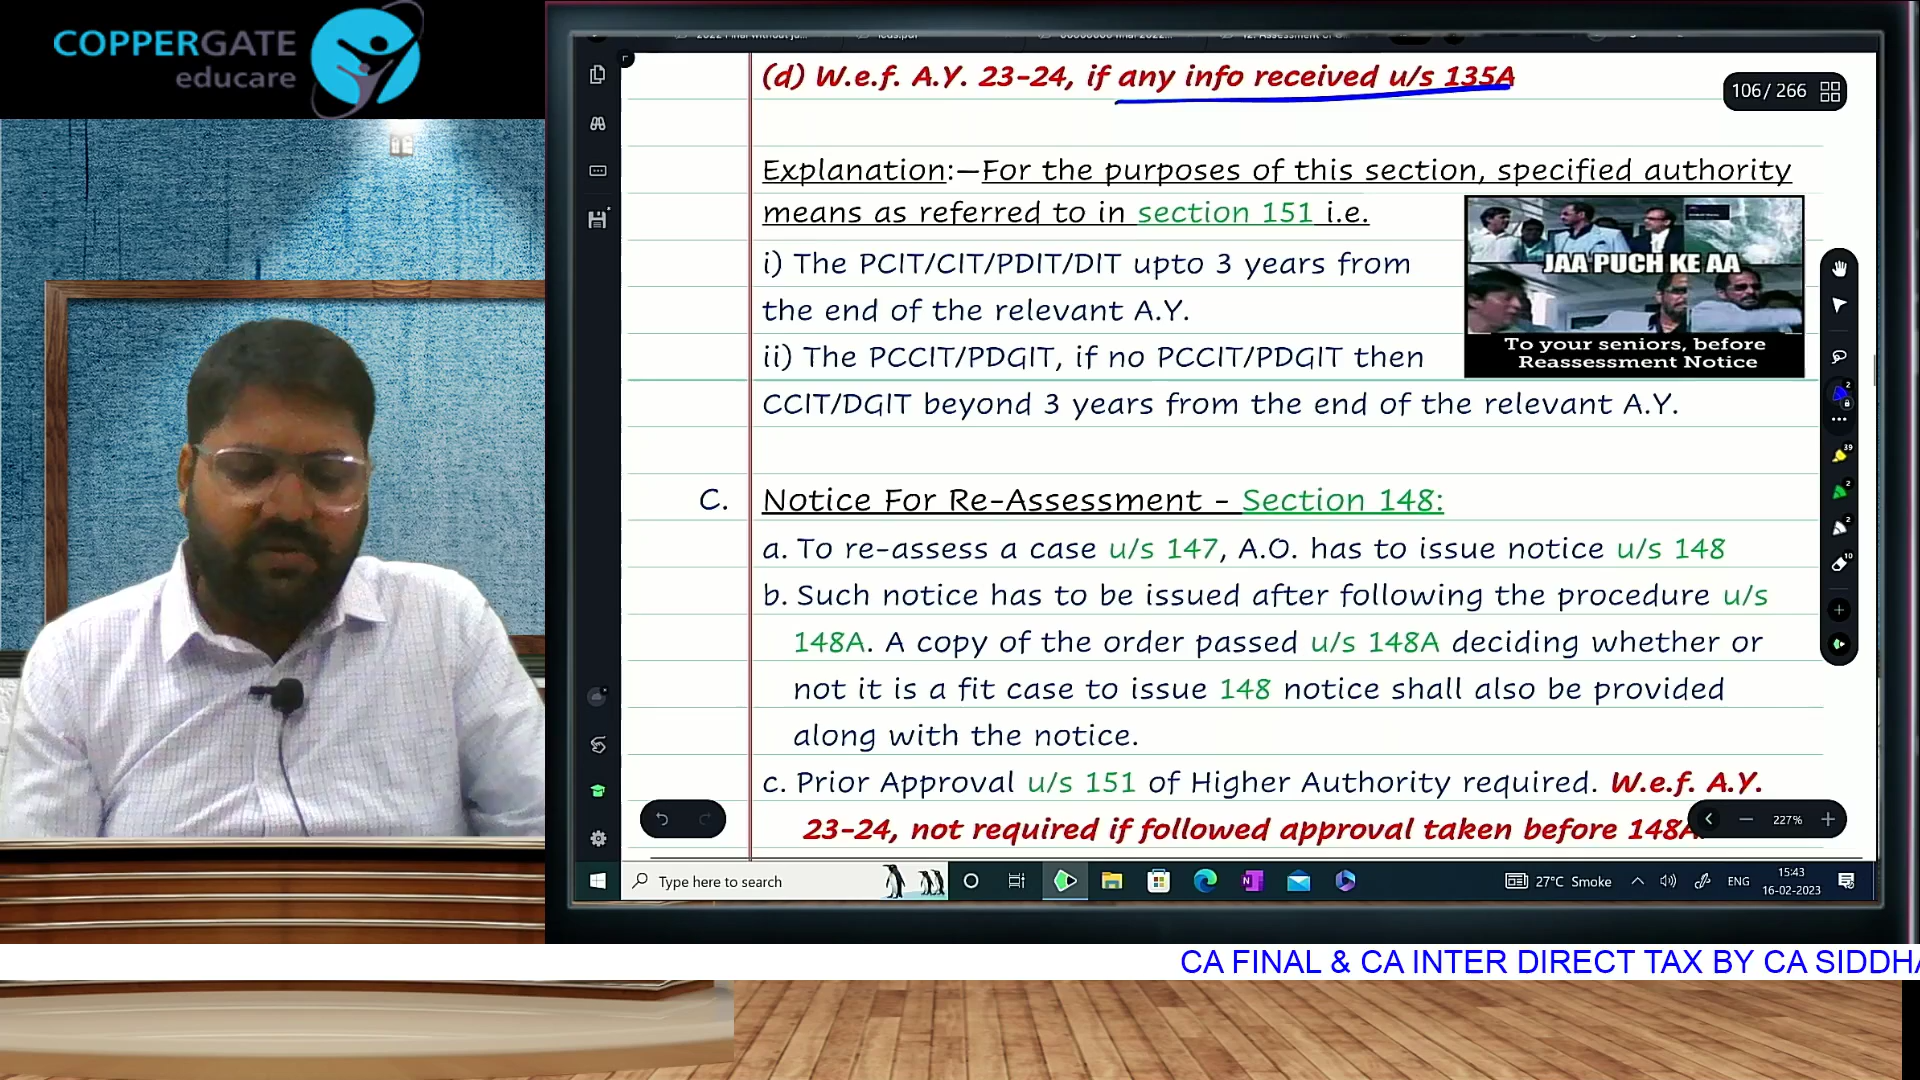 COPPERGATE
educare
(d) W.e.f. A.Y. 23-24, if any info received u/s 135A
106/ 266
Explanation:—For the purposes of this section, specified authority
means as referred to in section 151 i.e.
i) The PCIT/CIT/PDIT/DIT upto 3 years from
the end of the relevant A.Y.
ii) The PCCIT/PDGIT, if no PCCIT/PDGIT then
CCIT/DGIT beyond 3 years from the end of the relevant A.Y.
JAA PUCH KE AA
To your seniors, before
Reassessment Notice
C. Notice For Re-Assessment - Section 148:
a. To re-assess a case u/s 147, A.O. has to issue notice u/s 148
b. Such notice has to be issued after following the procedure u/s
148A. A copy of the order passed u/s 148A deciding whether or
not it is a fit case to issue 148 notice shall also be provided
along with the notice.
c. Prior Approval u/s 151 of Higher Authority required. W.e.f. A.Y.
23-24, not required if followed approval taken before 148A
227%
Type here to search
27°C Smoke
ENG
15:43
16-02-2023
CA FINAL & CA INTER DIRECT TAX BY CA SIDDHA